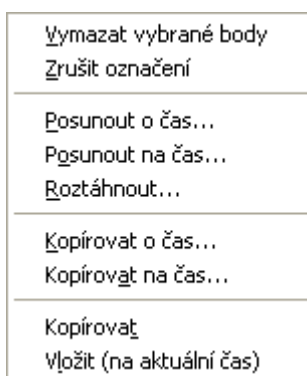 Vymazat vybrané body
Zrušit označení
Posunout o čas...
Posunout na čas...
Roztáhnout...
Kopírovat o čas...
Kopírovat na čas...
Kopírovat
Vložit (na aktuální čas)